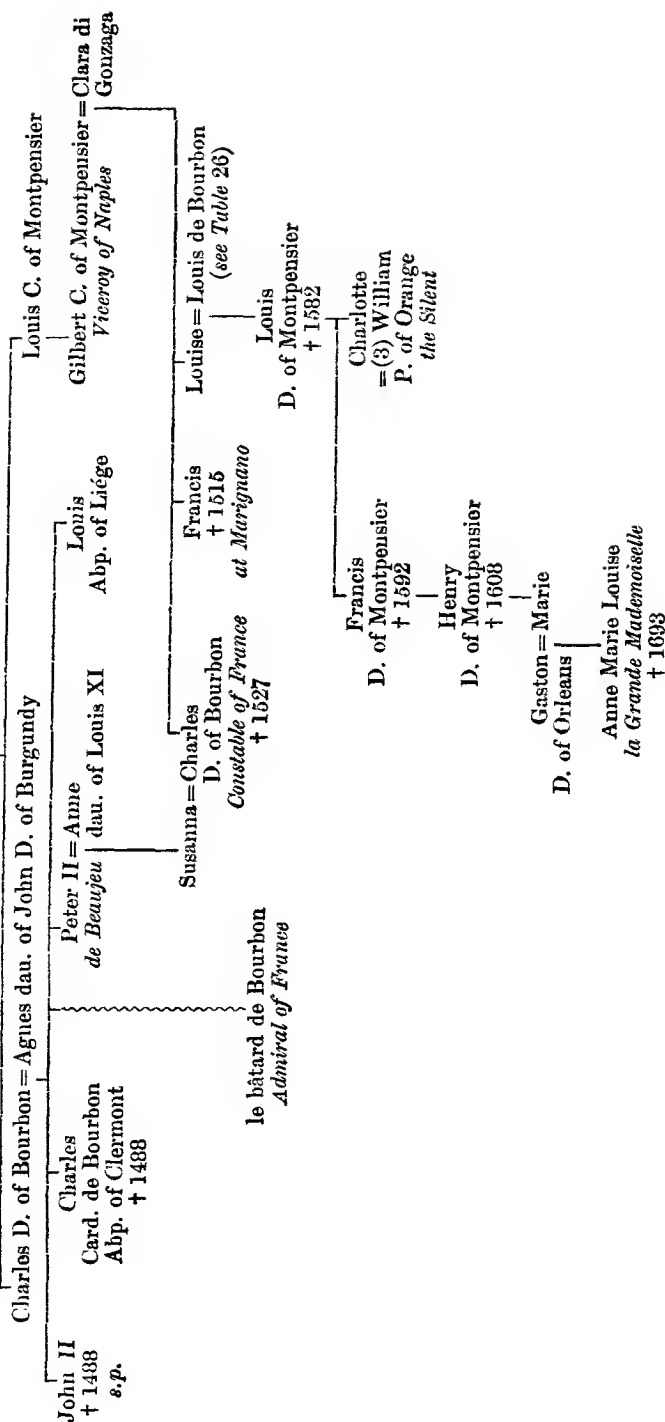 Charles D. of Bourbon=Agnes dau. of John D. of Burgundy
Louis C. of Montpensier
John II
† 1488
s.p.
Charles
Card. de Bourbon
Abp. of Clermont
† 1488
Peter II=Anne
de Beaujeu dau. of Louis XI
Louis
Abp. of Liége
Gilbert C. of Montpensier=Clara di
Viceroy of Naples Gonzaga
le bâtard de Bourbon
Admiral of France
Susanna=Charles
D. of Bourbon
Constable of France
† 1527
Francis
† 1515
at Marignano
Louise=Louis de Bourbon
(see Table 26)
Louis
D. of Montpensier
† 1582
Francis
D. of Montpensier
† 1592
Charlotte
=(3) William
P. of Orange
the Silent
Henry
D. of Montpensier
† 1608
Gaston=Marie
D. of Orleans
Anne Marie Louise
la Grande Mademoiselle
† 1693